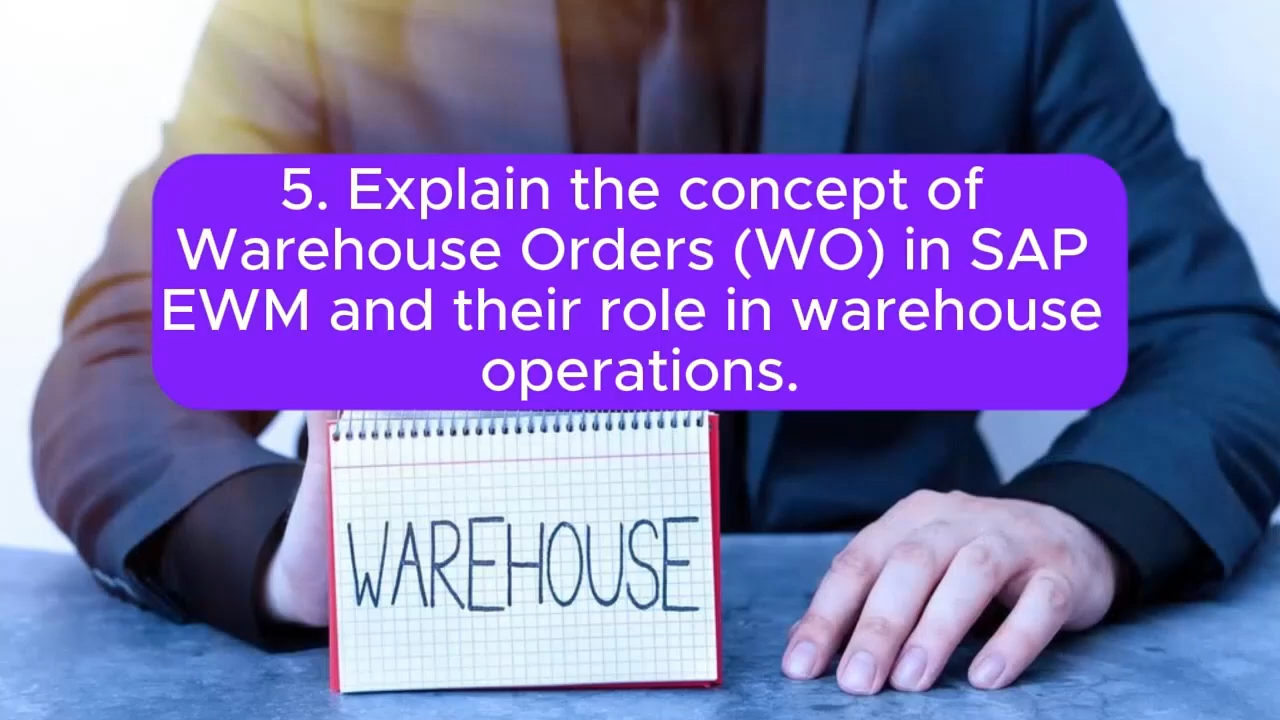 5. Explain the concept of
Warehouse Orders (WO) in SAP
EWM and their role in warehouse
operations.
WAREHOUSE